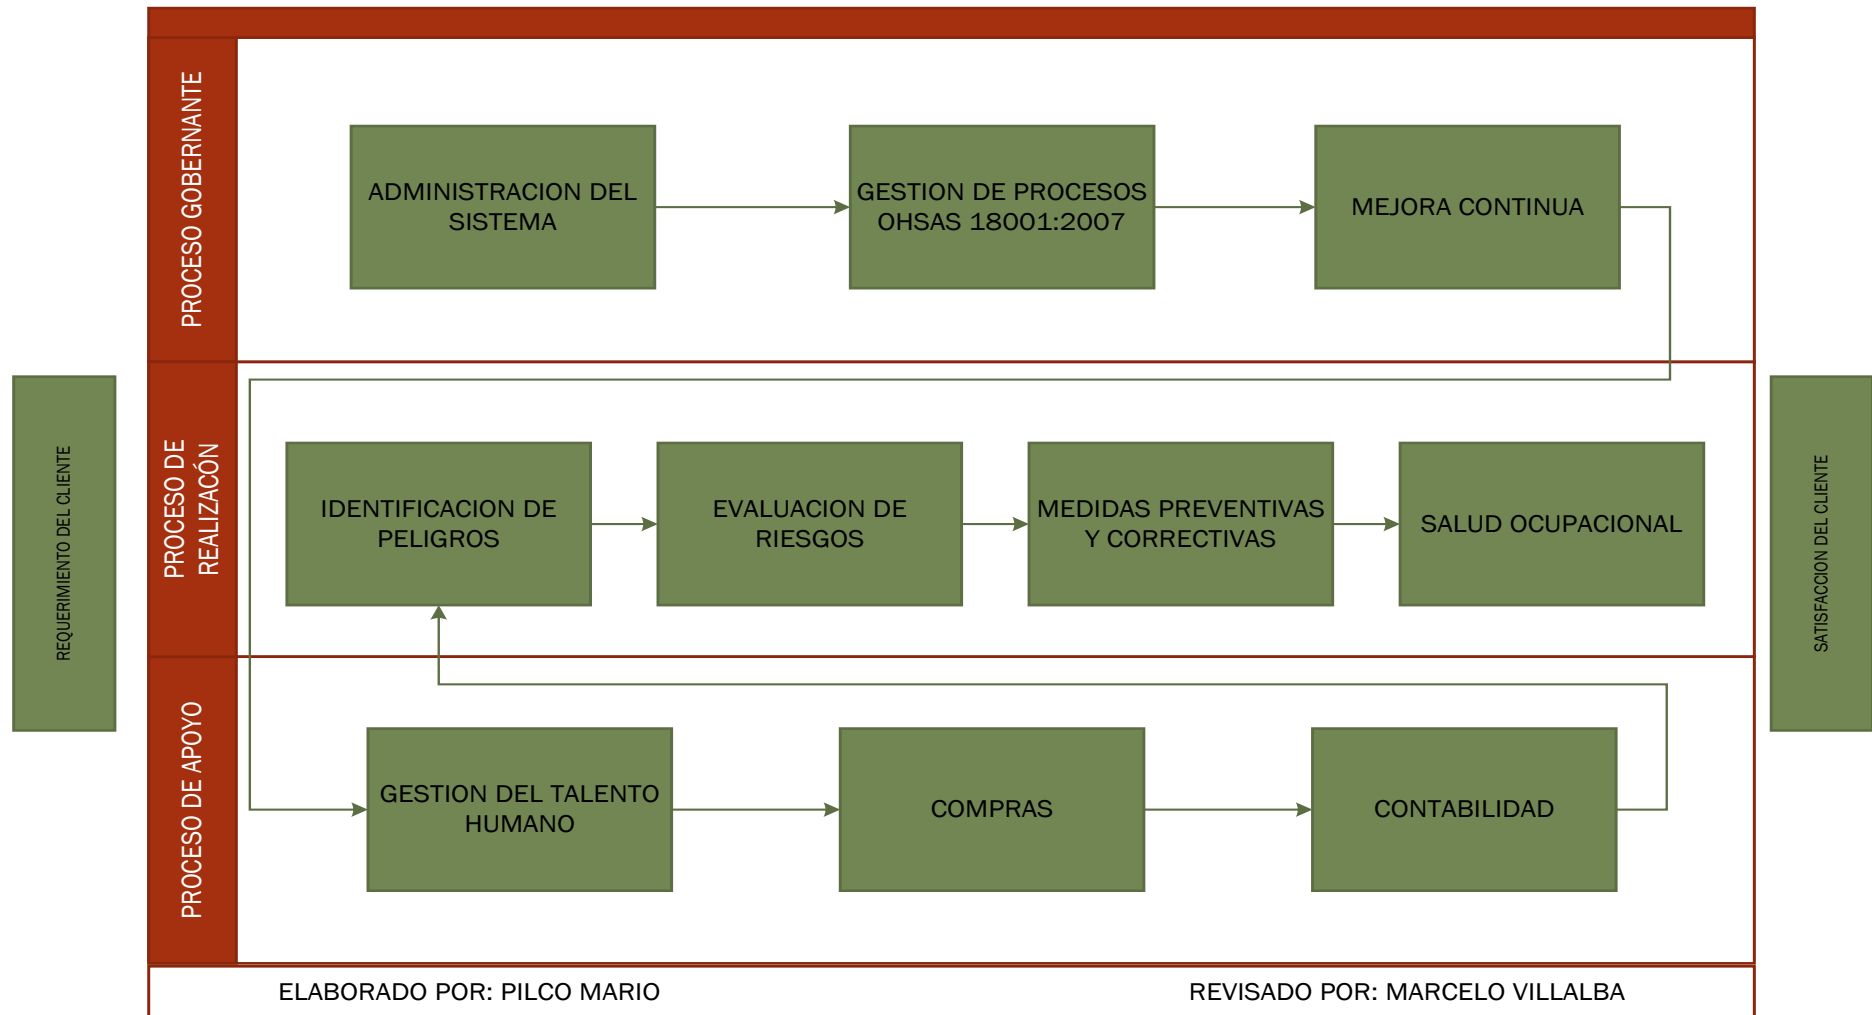 PROCESO GOBERNANTE
ADMINISTRACION DEL
SISTEMA
GESTION DE PROCESOS
OHSAS 18001:2007
MEJORA CONTINUA
REQUERIMIENTO DEL CLIENTE
PROCESO DE
REALIZACÓN
IDENTIFICACION DE
PELIGROS
EVALUACION DE
RIESGOS
MEDIDAS PREVENTIVAS
Y CORRECTIVAS
SALUD OCUPACIONAL
SATISFACCION DEL CLIENTE
PROCESO DE APOYO
GESTION DEL TALENTO
HUMANO
COMPRAS
CONTABILIDAD
ELABORADO POR: PILCO MARIO
REVISADO POR: MARCELO VILLALBA